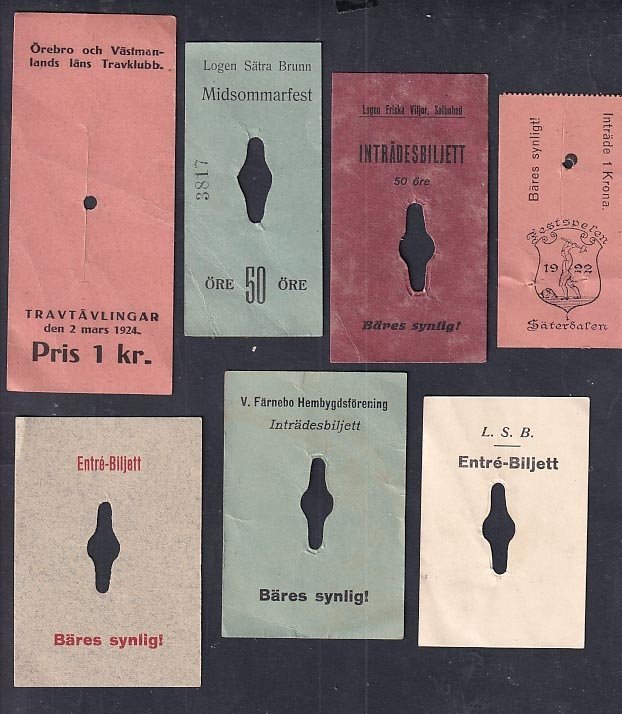 Örebro och Västman-
lands läns Travklubb.
TRAVTÄVLINGAR
den 2 mars 1924.
Pris 1 kr.
Logen Sätra Brunn
Midsommarfest
3817
ÖRE 50 ÖRE
Logen Friska Viljor, Salbohed
INTRÄDESBILJETT
50 öre
Bäres synlig!
Inträde 1 Krona.
Bäres synligt!
Festspelen
1922
Säterdalen
Entré-Biljett
Bäres synlig!
V. Färnebo Hembygdsförening
Inträdesbiljett
Bäres synlig!
L. S. B.
Entré-Biljett